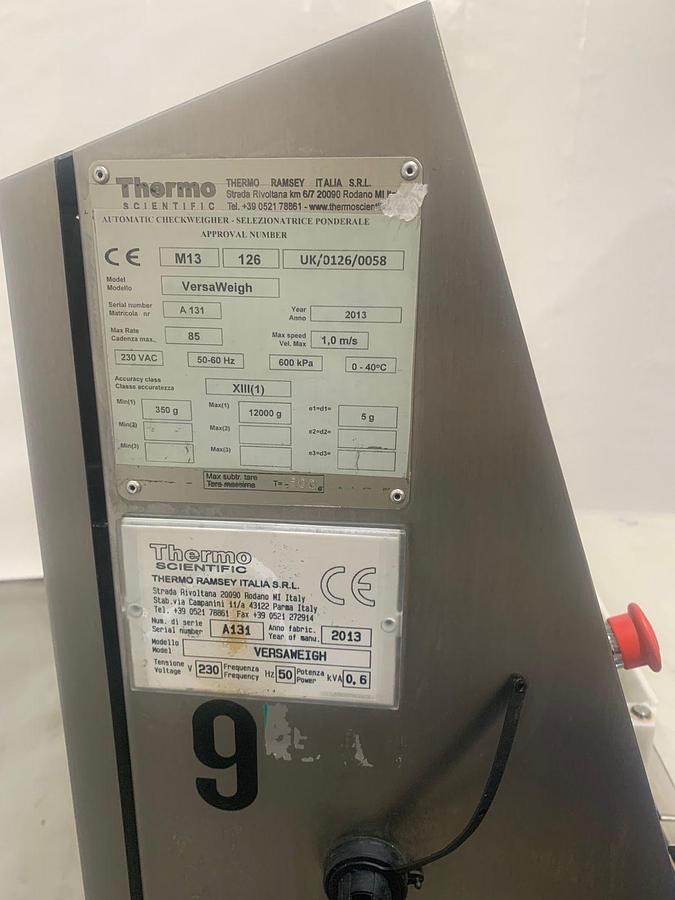 Thermo THERMO RAMSEY ITALIA S.R.L.
SCIENTIFIC Strada Rivoltana km 6/7 20090 Rodano MI
Tel. +39 0521 78861 - www.thermoscienti
AUTOMATIC CHECKWEIGHER - SELEZIONATRICE PONDERALE
APPROVAL NUMBER
CE M13 126 UK/0126/0058
Model
Modello VersaWeigh
Serial number
Matricola nr A 131 Year
Anno 2013
Max Rate
Cadenza max.. 85 Max speed
Vel. Max 1,0 m/s
230 VAC 50-60 Hz 600 kPa 0 - 40°C
Accuracy class
Classe accuratezza XIII(1)
Min(1) 350 g Max(1) 12000 g e1=d1= 5 g
Min(2) Max(2) e2=d2=
Min(3) Max(3) e3=d3=
Max subtr. tare
Tara massima T=- g
Thermo
SCIENTIFIC
THERMO RAMSEY ITALIA S.R.L. CE
Strada Rivoltana 20090 Rodano MI Italy
Stab.via Campanini 11/a 43122 Parma Italy
Tel. +39 0521 78861 Fax +39 0521 272914
Num. di serie
Serial number A131 Anno fabric.
Year of manu. 2013
Modello
Model VERSAWEIGH
Tensione
Voltage V 230 Frequenza
Frequency Hz 50 Potenza
Power kVA 0,6
9